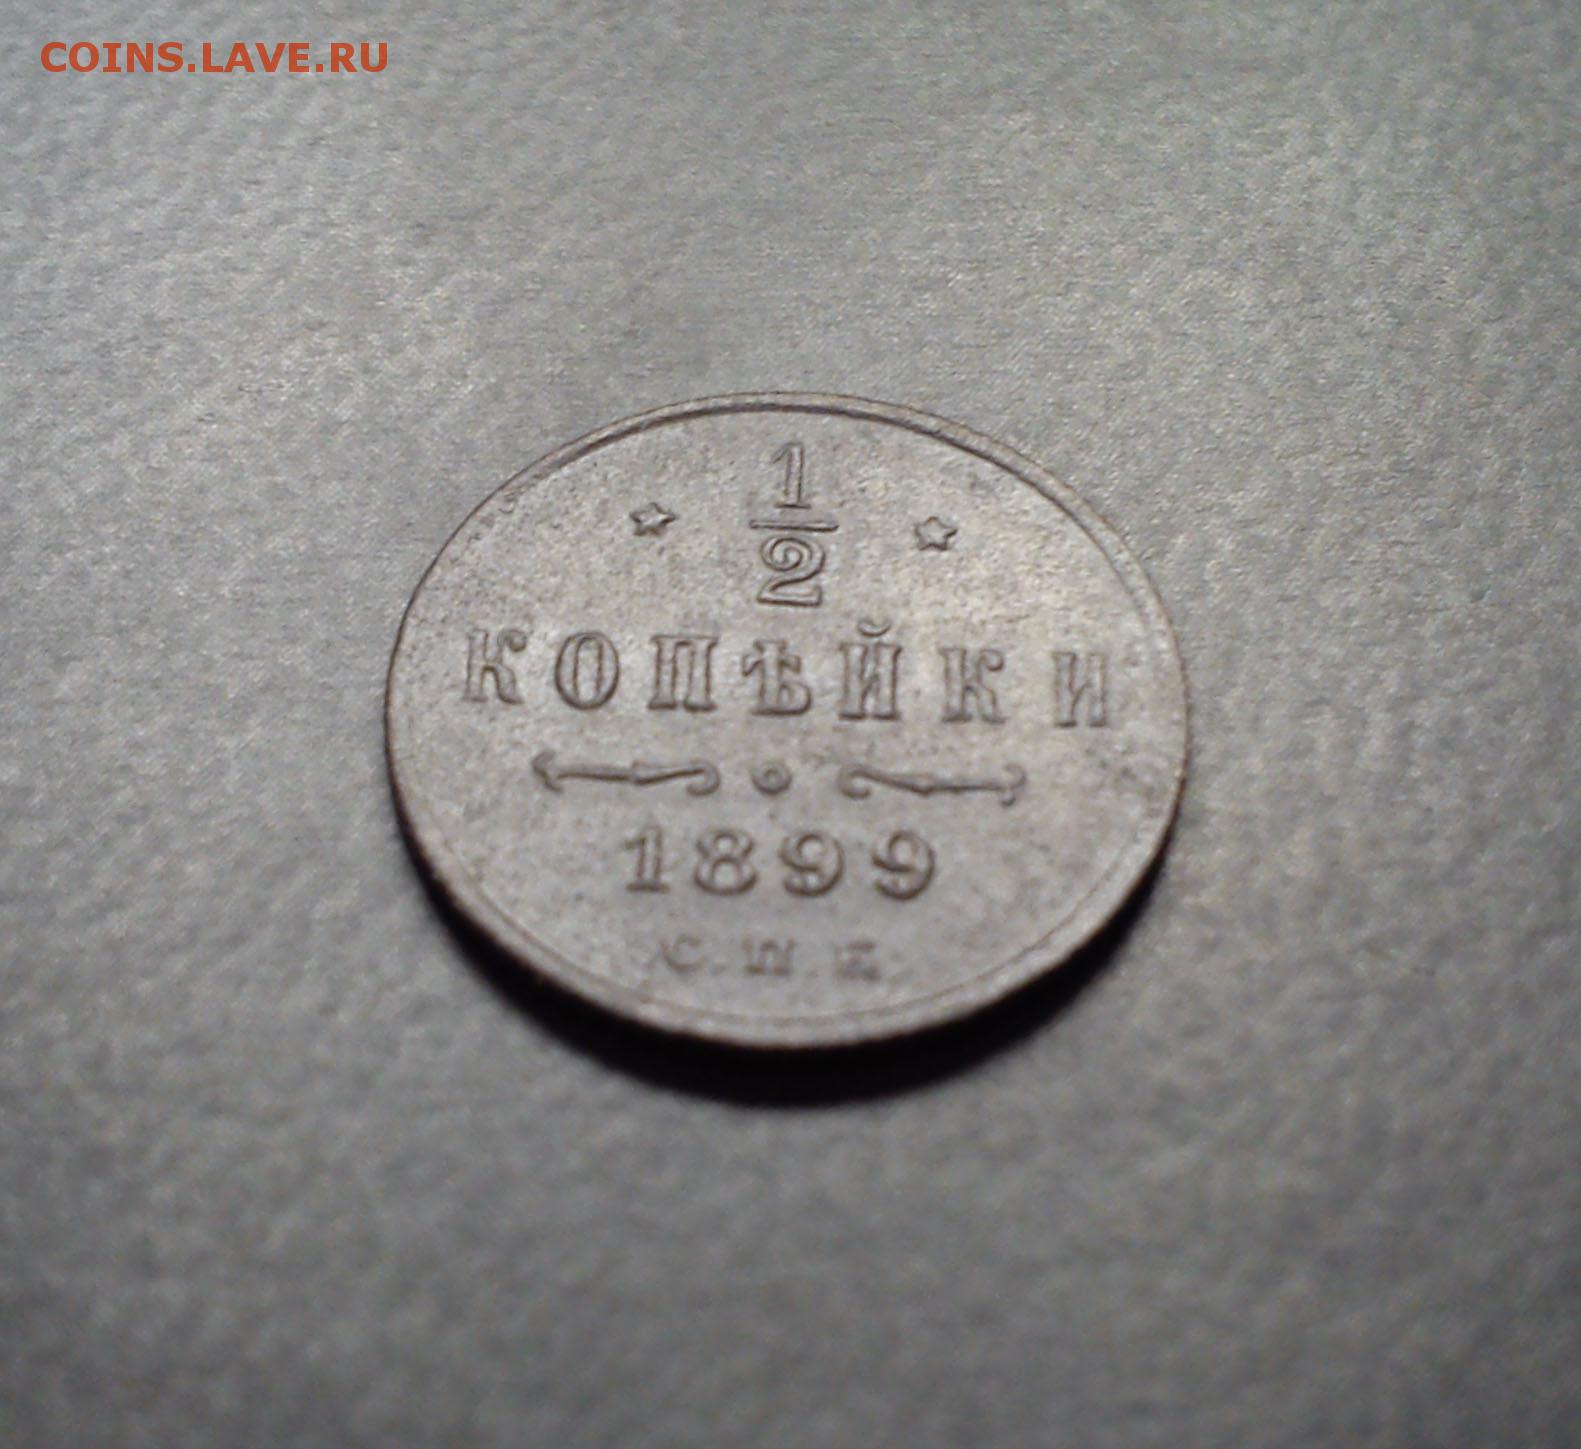 COINS.LAVE.RU
1/2
КОПѢЙКИ
1899
С. П. Б.